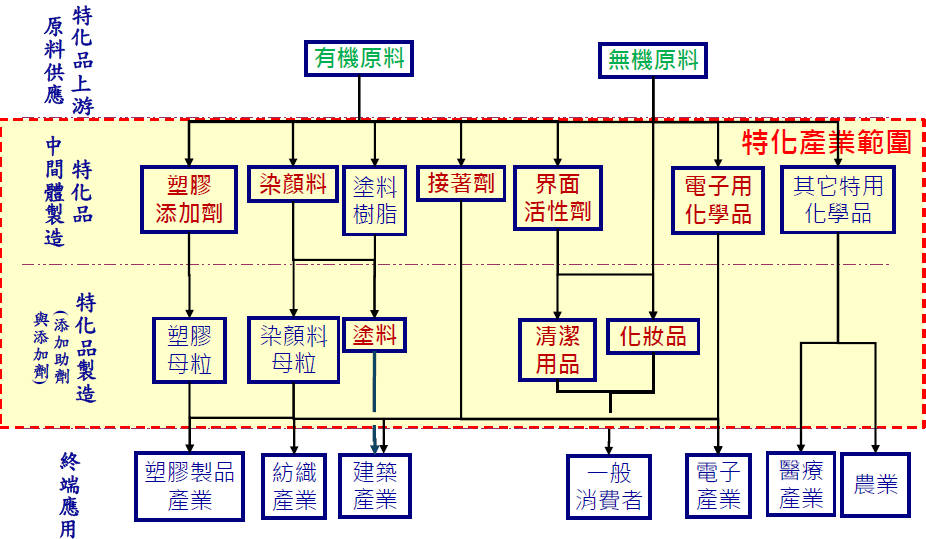 特化品上游
原料供應
有機原料
無機原料
特化產業範圍
特化品
中間體製造
塑膠
添加劑
染顏料
塗料
樹脂
接著劑
界面
活性劑
電子用
化學品
其它特用
化學品
特化品製造
(添加助劑
與添加劑)
塑膠
母粒
染顏料
母粒
塗料
清潔
用品
化妝品
終端應用
塑膠製品
產業
紡織
產業
建築
產業
一般
消費者
電子
產業
醫療
產業
農業